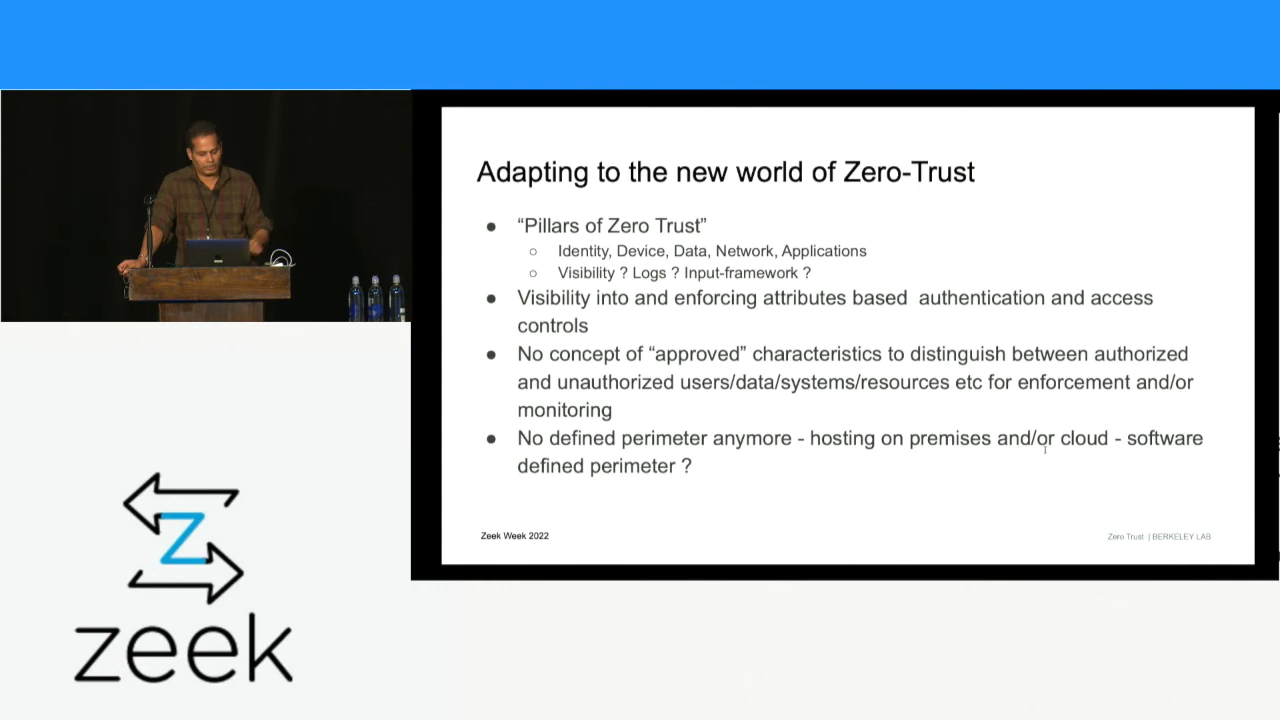 Adapting to the new world of Zero-Trust
● “Pillars of Zero Trust”
○ Identity, Device, Data, Network, Applications
○ Visibility ? Logs ? Input-framework ?
● Visibility into and enforcing attributes based authentication and access
controls
● No concept of “approved” characteristics to distinguish between authorized
and unauthorized users/data/systems/resources etc for enforcement and/or
monitoring
● No defined perimeter anymore - hosting on premises and/or cloud - software
defined perimeter ?
Zeek Week 2022
Zero Trust | BERKELEY LAB
Z
zeek